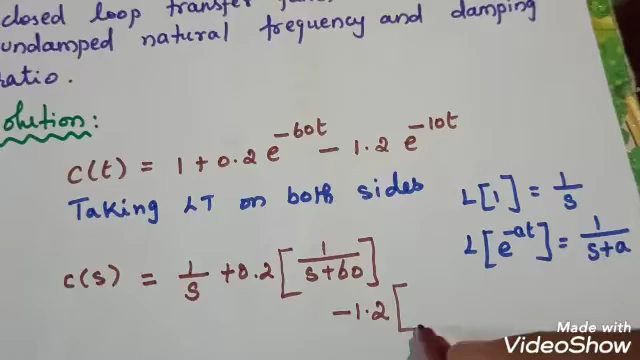 closed loop transfer
undamped natural frequency and damping
ratio.
Solution:
c(t) = 1 + 0.2 e^-60t - 1.2 e^-10t
Taking LT on both sides
L[1] = 1/s
L[e^-at] = 1/s+a
c(s) = 1/s + 0.2 [1/s+60]
-1.2 [
Made with
VideoShow